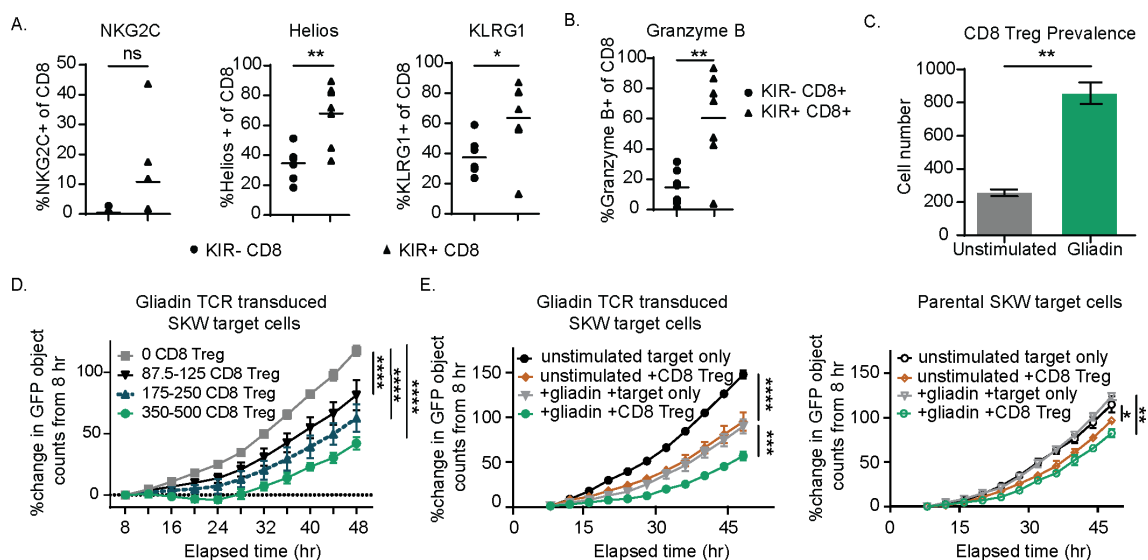 A.
NKG2C
ns
%NKG2C+ of CD8
50
40
30
20
10
0
Helios
**
%Helios + of CD8
100
80
60
40
20
0
KLRG1
*
%KLRG1+ of CD8
100
80
60
40
20
0
KIR- CD8
KIR+ CD8
B.
Granzyme B
**
%Granzyme B+ of CD8
100
80
60
40
20
0
KIR- CD8+
KIR+ CD8+
C.
CD8 Treg Prevalence
**
Cell number
1000
800
600
400
200
0
Unstimulated
Gliadin
D.
Gliadin TCR transduced
SKW target cells
%change in GFP object
counts from 8 hr
100
50
0
0 CD8 Treg
87.5-125 CD8 Treg
175-250 CD8 Treg
350-500 CD8 Treg
****
****
****
8
16
24
32
40
48
Elapsed time (hr)
E.
Gliadin TCR transduced
SKW target cells
%change in GFP object
counts from 8 hr
150
100
50
0
unstimulated target only
unstimulated +CD8 Treg
+gliadin +target only
+gliadin +CD8 Treg
****
***
0
15
30
45
Elapsed time (hr)
Parental SKW target cells
%change in GFP object
counts from 8 hr
150
100
50
0
unstimulated target only
unstimulated +CD8 Treg
+gliadin +target only
+gliadin +CD8 Treg
*
**
0
15
30
45
Elapsed time (hr)